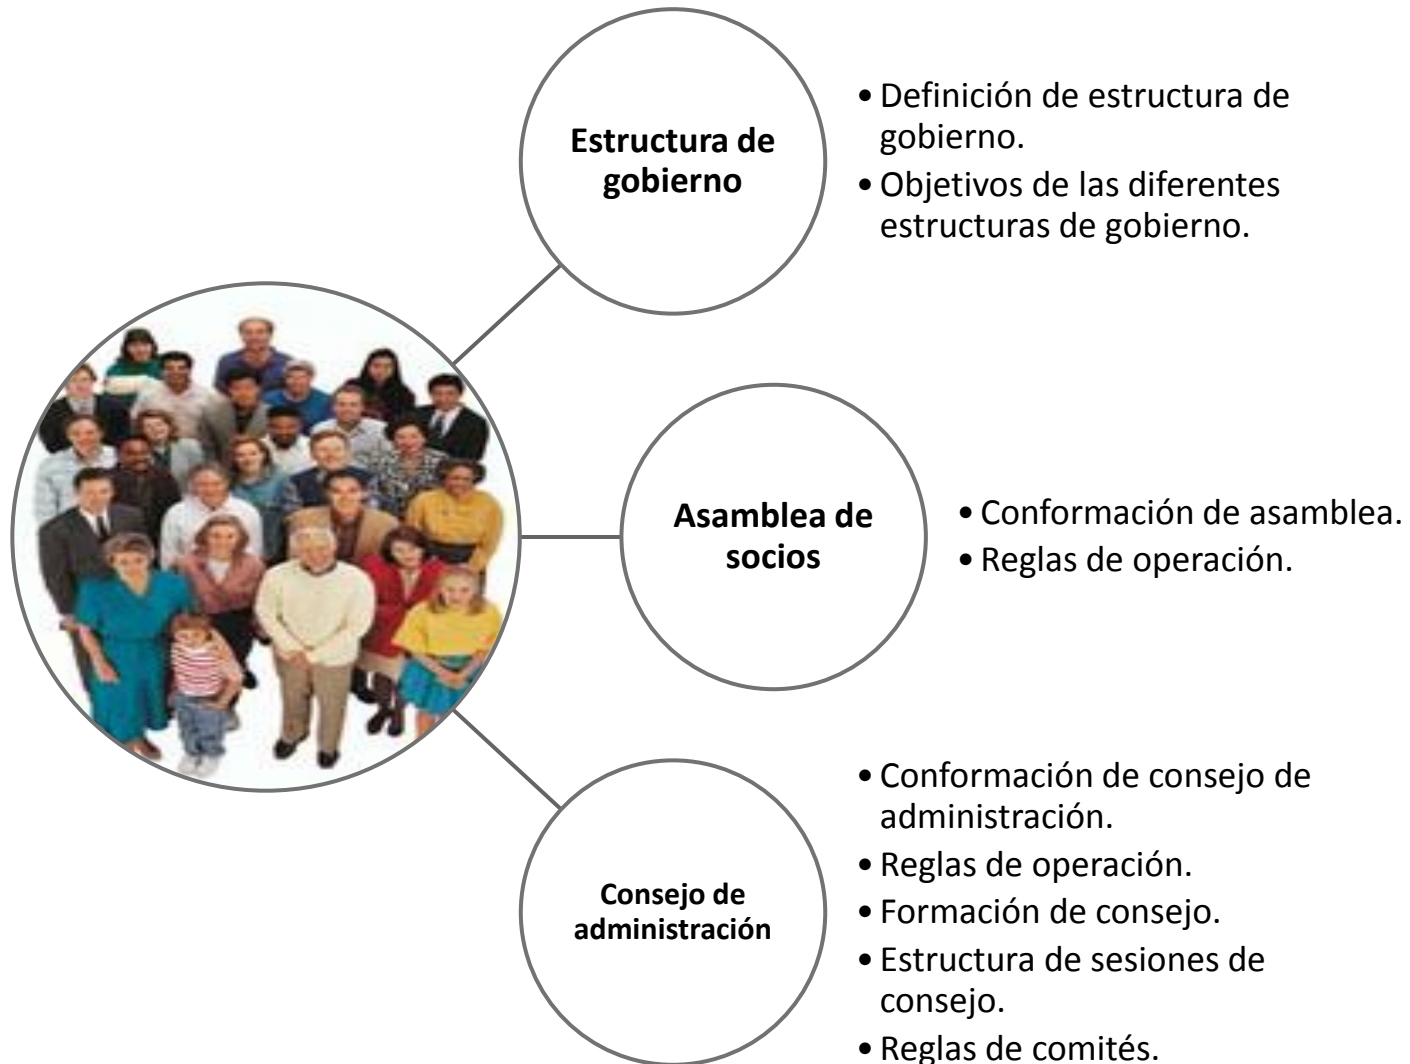 Estructura de
gobierno
• Definición de estructura de
gobierno.
• Objetivos de las diferentes
estructuras de gobierno.
Asamblea de
socios
• Conformación de asamblea.
• Reglas de operación.
Consejo de
administración
• Conformación de consejo de
administración.
• Reglas de operación.
• Formación de consejo.
• Estructura de sesiones de
consejo.
• Reglas de comités.